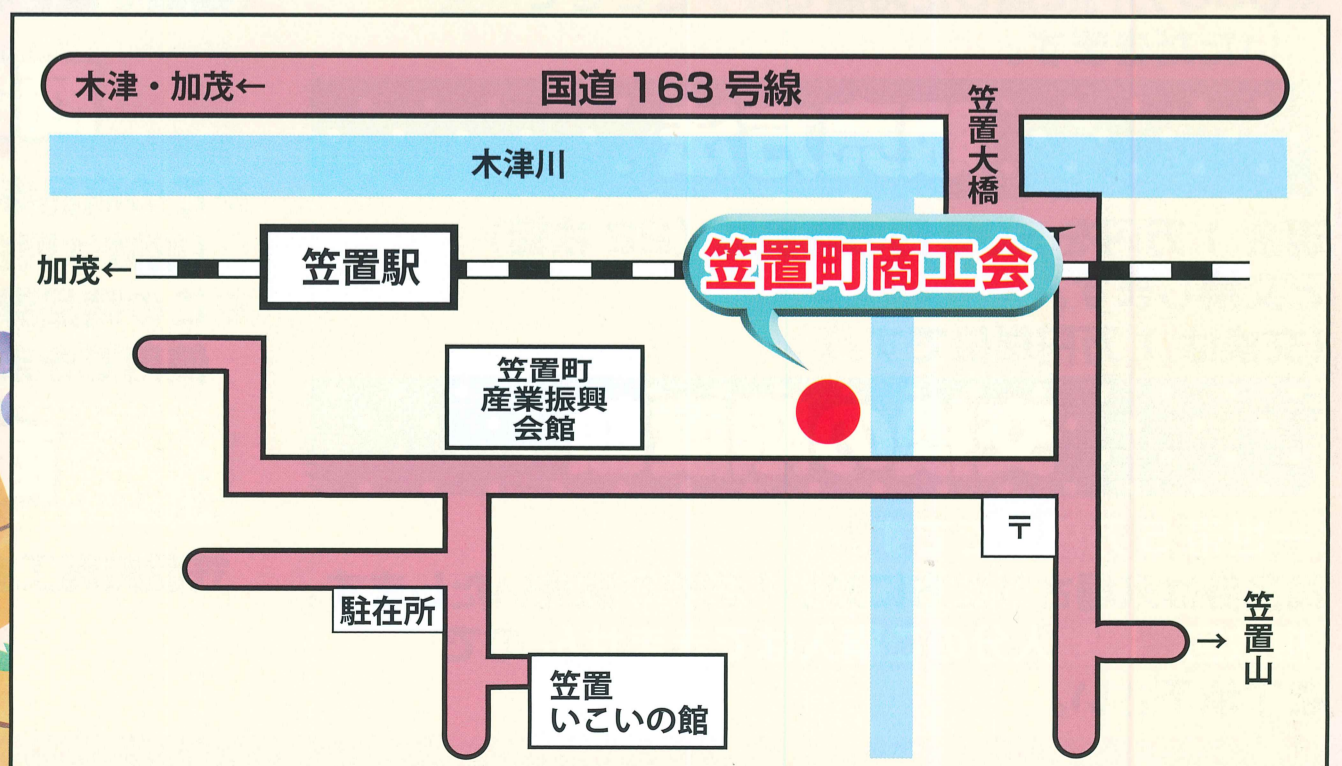 木津・加茂←
国道 163 号線
笠置大橋
木津川
加茂←
笠置駅
笠置町商工会
笠置町
産業振興
会館
〒
駐在所
笠置
いこいの館
→ 笠置山